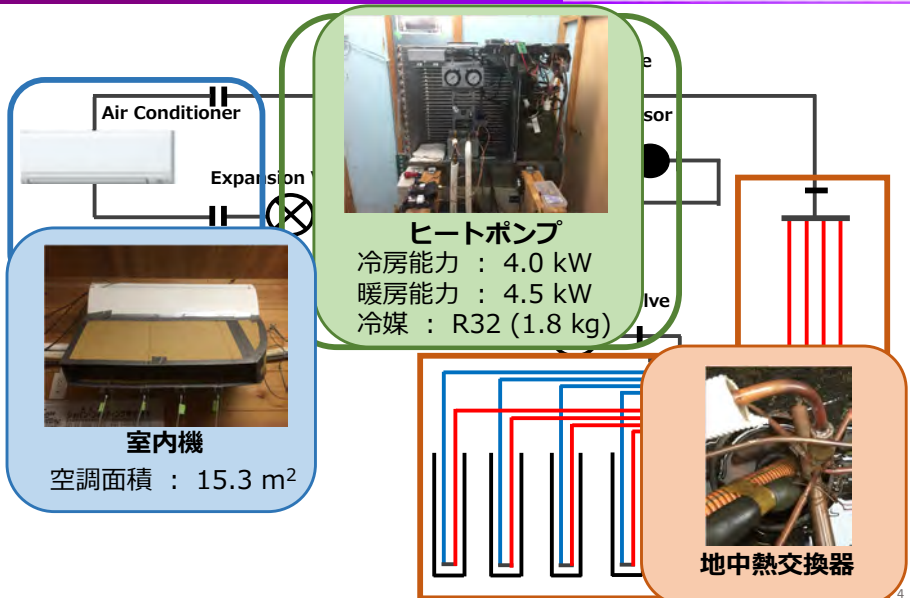 Air Conditioner
Expansion
ヒートポンプ
冷房能力 : 4.0 kW
暖房能力 : 4.5 kW
冷媒 : R32 (1.8 kg)
室内機
空調面積 : 15.3 m²
地中熱交換器
4